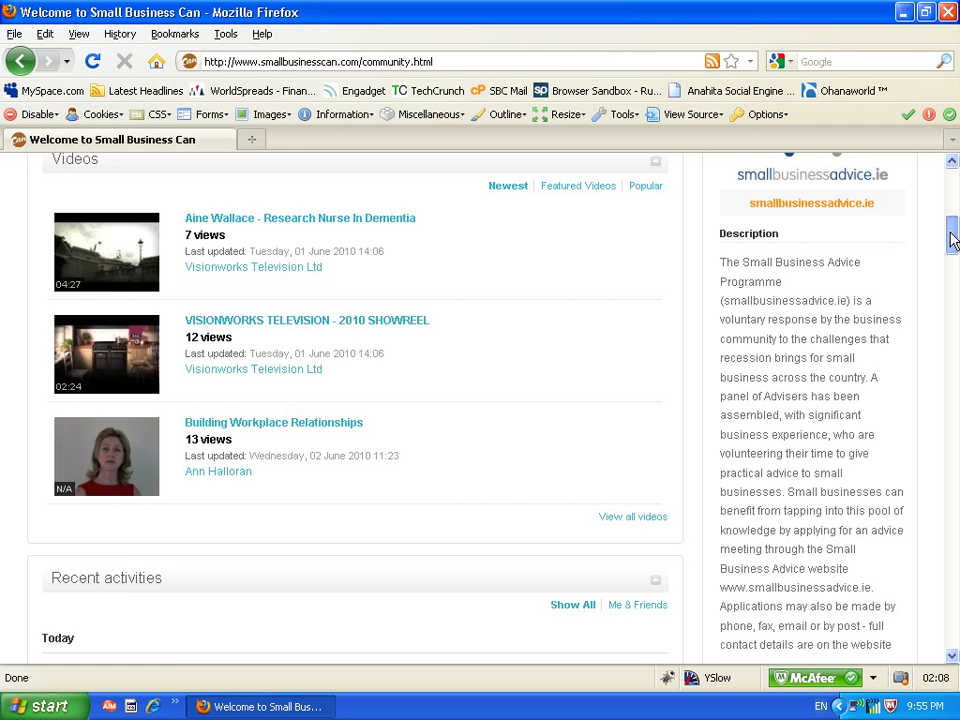 Welcome to Small Business Can - Mozilla Firefox
File Edit View History Bookmarks Tools Help
http://www.smallbusinesscan.com/community.html
Google
MySpace.com Latest Headlines WorldSpreads - Finan... Engadget TC TechCrunch CP SBC Mail SP Browser Sandbox - Ru... Anahita Social Engine ... Ohanaworld ™
Disable Cookies CSS Forms Images Information Miscellaneous Outline Resize Tools View Source Options
Welcome to Small Business Can
Videos
Newest Featured Videos Popular
Aine Wallace - Research Nurse In Dementia
7 views
Last updated: Tuesday, 01 June 2010 14:06
Visionworks Television Ltd
04:27
VISIONWORKS TELEVISION - 2010 SHOWREEL
12 views
Last updated: Tuesday, 01 June 2010 14:06
Visionworks Television Ltd
02:24
Building Workplace Relationships
13 views
Last updated: Wednesday, 02 June 2010 11:23
Ann Halloran
N/A
View all videos
Recent activities
Show All Me & Friends
Today
smallbusinessadvice.ie
smallbusinessadvice.ie
Description
The Small Business Advice
Programme
(smallbusinessadvice.ie) is a
voluntary response by the business
community to the challenges that
recession brings for small
business across the country. A
panel of Advisers has been
assembled, with significant
business experience, who are
volunteering their time to give
practical advice to small
businesses. Small businesses can
benefit from tapping into this pool of
knowledge by applying for an advice
meeting through the Small
Business Advice website
www.smallbusinessadvice.ie.
Applications may also be made by
phone, fax, email or by post - full
contact details are on the website
Done YSlow McAfee 02:08
start Welcome to Small Bus... EN 9:55 PM